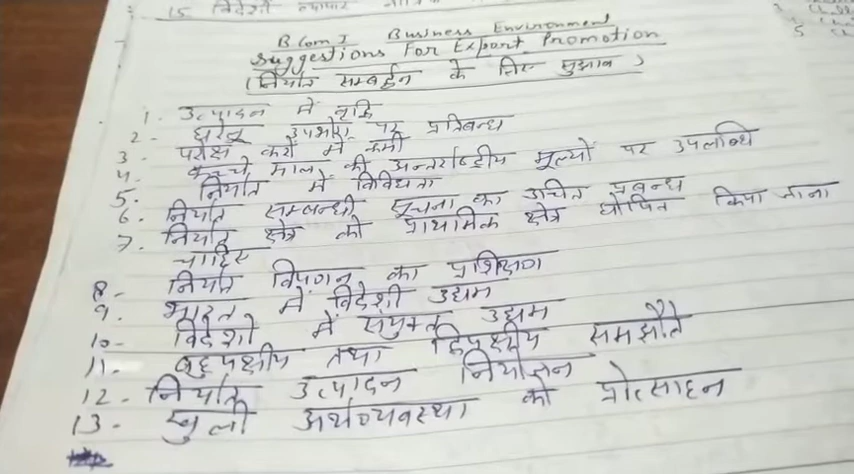 15. विदेशी व्यापार
B.Com I Business Environment
Suggestions For Export Promotion
(निर्यात सम्वर्द्धन के लिए सुझाव)
1. उत्पादन में वृद्धि
2- घरेलू उपभोग पर प्रतिबन्ध
3- परोक्ष करों में कमी
4. कच्चे माल की अन्तर्राष्ट्रीय मूल्यों पर उपलब्धि
5. निर्यात में विविधता
6. निर्यात सम्बन्धी सूचना का उचित प्रबन्ध
7. निर्यात क्षेत्र को प्राथमिक क्षेत्र घोषित किया जाना
चाहिए
8- निर्यात विपणन का प्रशिक्षण
9. भारत में विदेशी उद्यम
10- विदेशो में संयुक्त उद्यम
11. बहुपक्षीय तथा द्विपक्षीय समझौते
12- निर्यात उत्पादन नियोजन
13- खुली अर्थव्यवस्था को प्रोत्साहन